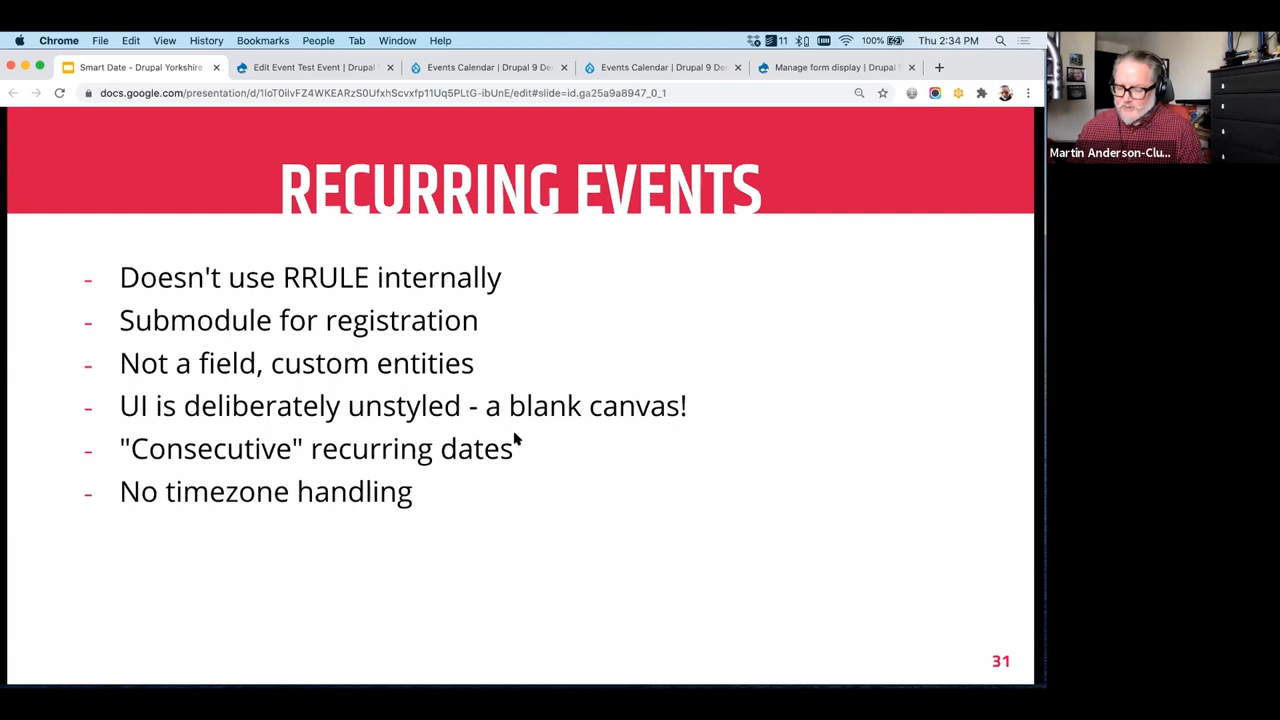 Chrome File Edit View History Bookmarks People Tab Window Help 11 100% Thu 2:34 PM
Smart Date - Drupal Yorkshire Edit Event Test Event | Drupal Events Calendar | Drupal 9 De Events Calendar | Drupal 9 De Manage form display | Drupal
docs.google.com/presentation/d/1loT0ilvFZ4WKEARzS0UfxhScvxfp11Uq5PLtG-ibUnE/edit#slide=id.ga25a9a8947_0_1
Martin Anderson-Clu...
RECURRING EVENTS
- Doesn't use RRULE internally
- Submodule for registration
- Not a field, custom entities
- UI is deliberately unstyled - a blank canvas!
- "Consecutive" recurring dates
- No timezone handling
31